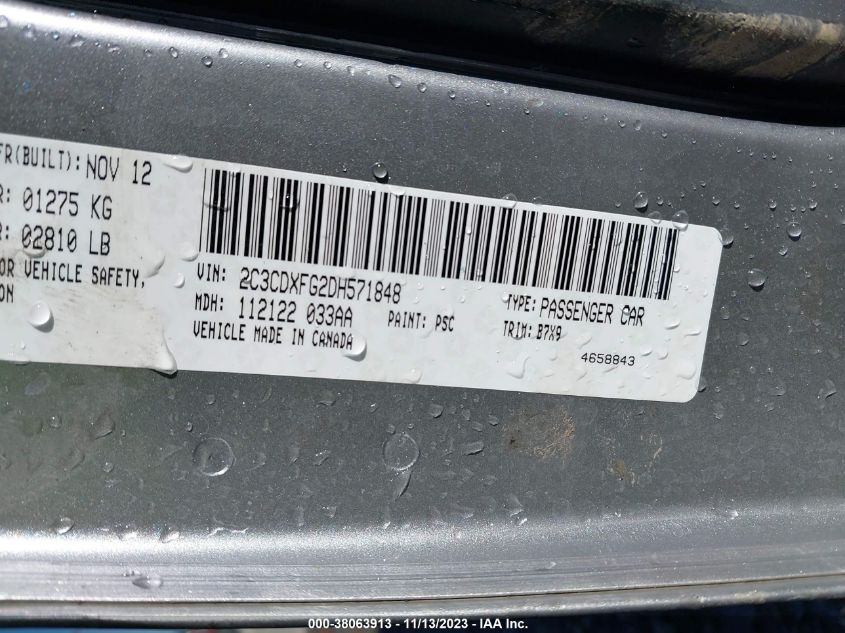 FR(BUILT): NOV 12
R: 01275 KG
R: 02810 LB
OR VEHICLE SAFETY,
ON
VIN: 2C3CDXFG2DH571848
MDH: 112122 033AA PAINT: PSC
VEHICLE MADE IN CANADA
TYPE: PASSENGER CAR
TRIM: B7X9
4658843
000-38063913 - 11/13/2023 - IAA Inc.